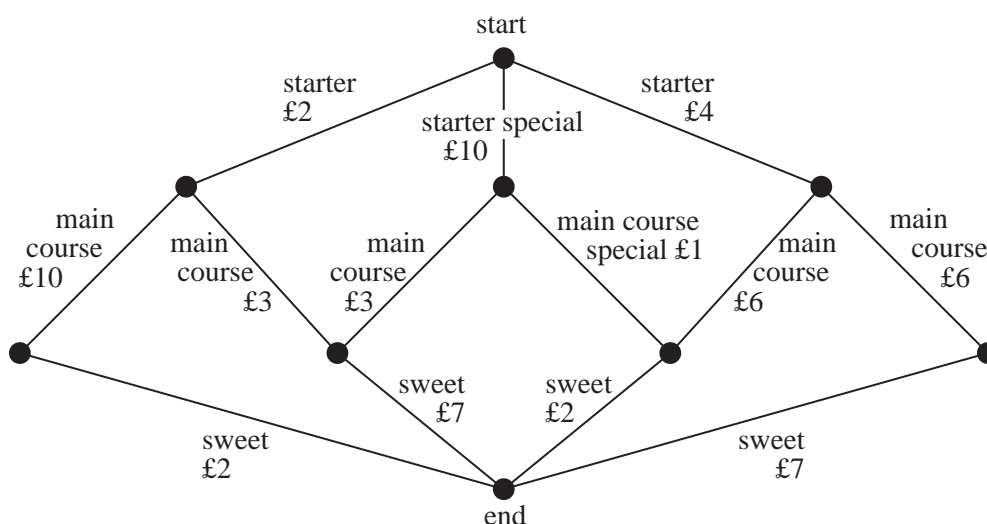 start
starter
£2
starter special
£10
starter
£4
main
course
£10
main
course
£3
main
course
£3
main course
special £1
main
course
£6
main
course
£6
sweet
£2
sweet
£7
sweet
£2
sweet
£7
end